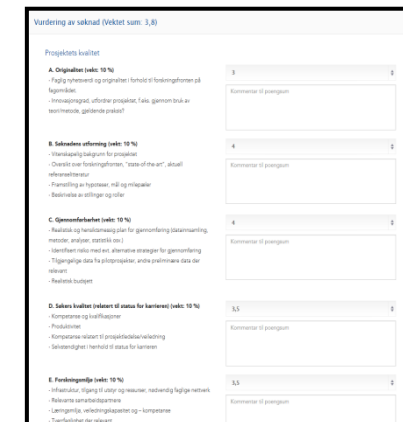 Vurdering av søknad (Vektet sum: 3,8)
Prosjektets kvalitet
A. Originalitet (vekt: 10 %)
- Faglig nyhetsverdi og originalitet i forhold til forskningsfronten på
fagområdet.
- Innovasjonsgrad, utfordrer prosjektet, f.eks. gjennom bruk av
teori/metode, gjeldende praksis?
3
Kommentar til poengsum
B. Søknadens utforming (vekt: 10 %)
- Vitenskapelig bakgrunn for prosjektet
- Oversikt over forskningsfronten, "state-of-the-art", aktuell
referanselitteratur
- Framstilling av hypoteser, mål og milepæler
- Beskrivelse av stillinger og roller
4
Kommentar til poengsum
C. Gjennomførbarhet (vekt: 10 %)
- Realistisk og hensiktsmessig plan for gjennomføring (datainnsamling,
metoder, analyser, statistikk osv.)
- Identifisert risiko med evt. alternative strategier for gjennomføring
- Tilgjengelige data fra pilotprosjekter, andre preliminære data der
relevant
- Realistisk budsjett
4
Kommentar til poengsum
D. Søkers kvalitet (relatert til status for karrieren) (vekt: 10 %)
- Kompetanse og kvalifikasjoner
- Produktivitet
- Kompetanse relatert til prosjektledelse/veiledning
- Selvstendighet i henhold til status for karrieren
3,5
Kommentar til poengsum
E. Forskningsmiljø (vekt: 10 %)
- Infrastruktur, tilgang til utstyr og ressurser, nødvendig faglige nettverk
- Relevante samarbeidspartnere
- Læringsmiljø, veiledningskapasitet og - kompetanse
- Tverrfaglighet der relevant
3,5
Kommentar til poengsum